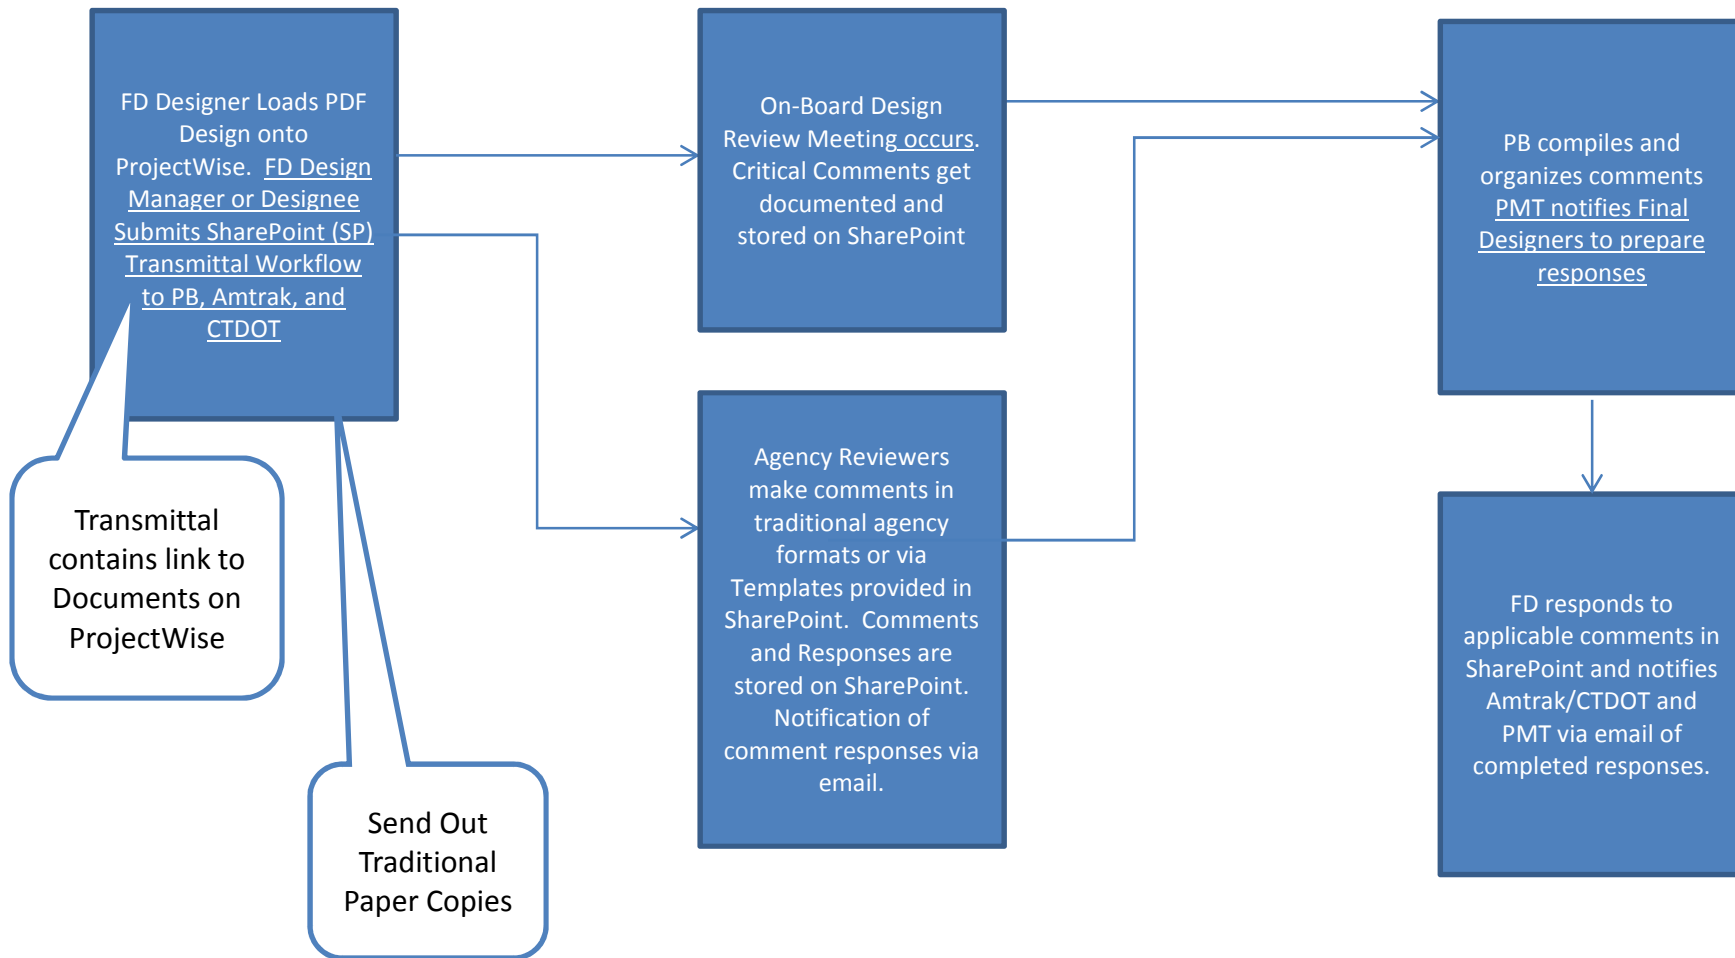 FD Designer Loads PDF
Design onto
ProjectWise.  FD Design
Manager or Designee
Submits SharePoint (SP)
Transmittal Workflow
to PB, Amtrak, and
CTDOT
Transmittal
contains link to
Documents on
ProjectWise
Send Out
Traditional
Paper Copies
On-Board Design
Review Meeting occurs.
Critical Comments get
documented and
stored on SharePoint
Agency Reviewers
make comments in
traditional agency
formats or via
Templates provided in
SharePoint.  Comments
and Responses are
stored on SharePoint.
Notification of
comment responses via
email.
PB compiles and
organizes comments
PMT notifies Final
Designers to prepare
responses
FD responds to
applicable comments in
SharePoint and notifies
Amtrak/CTDOT and
PMT via email of
completed responses.